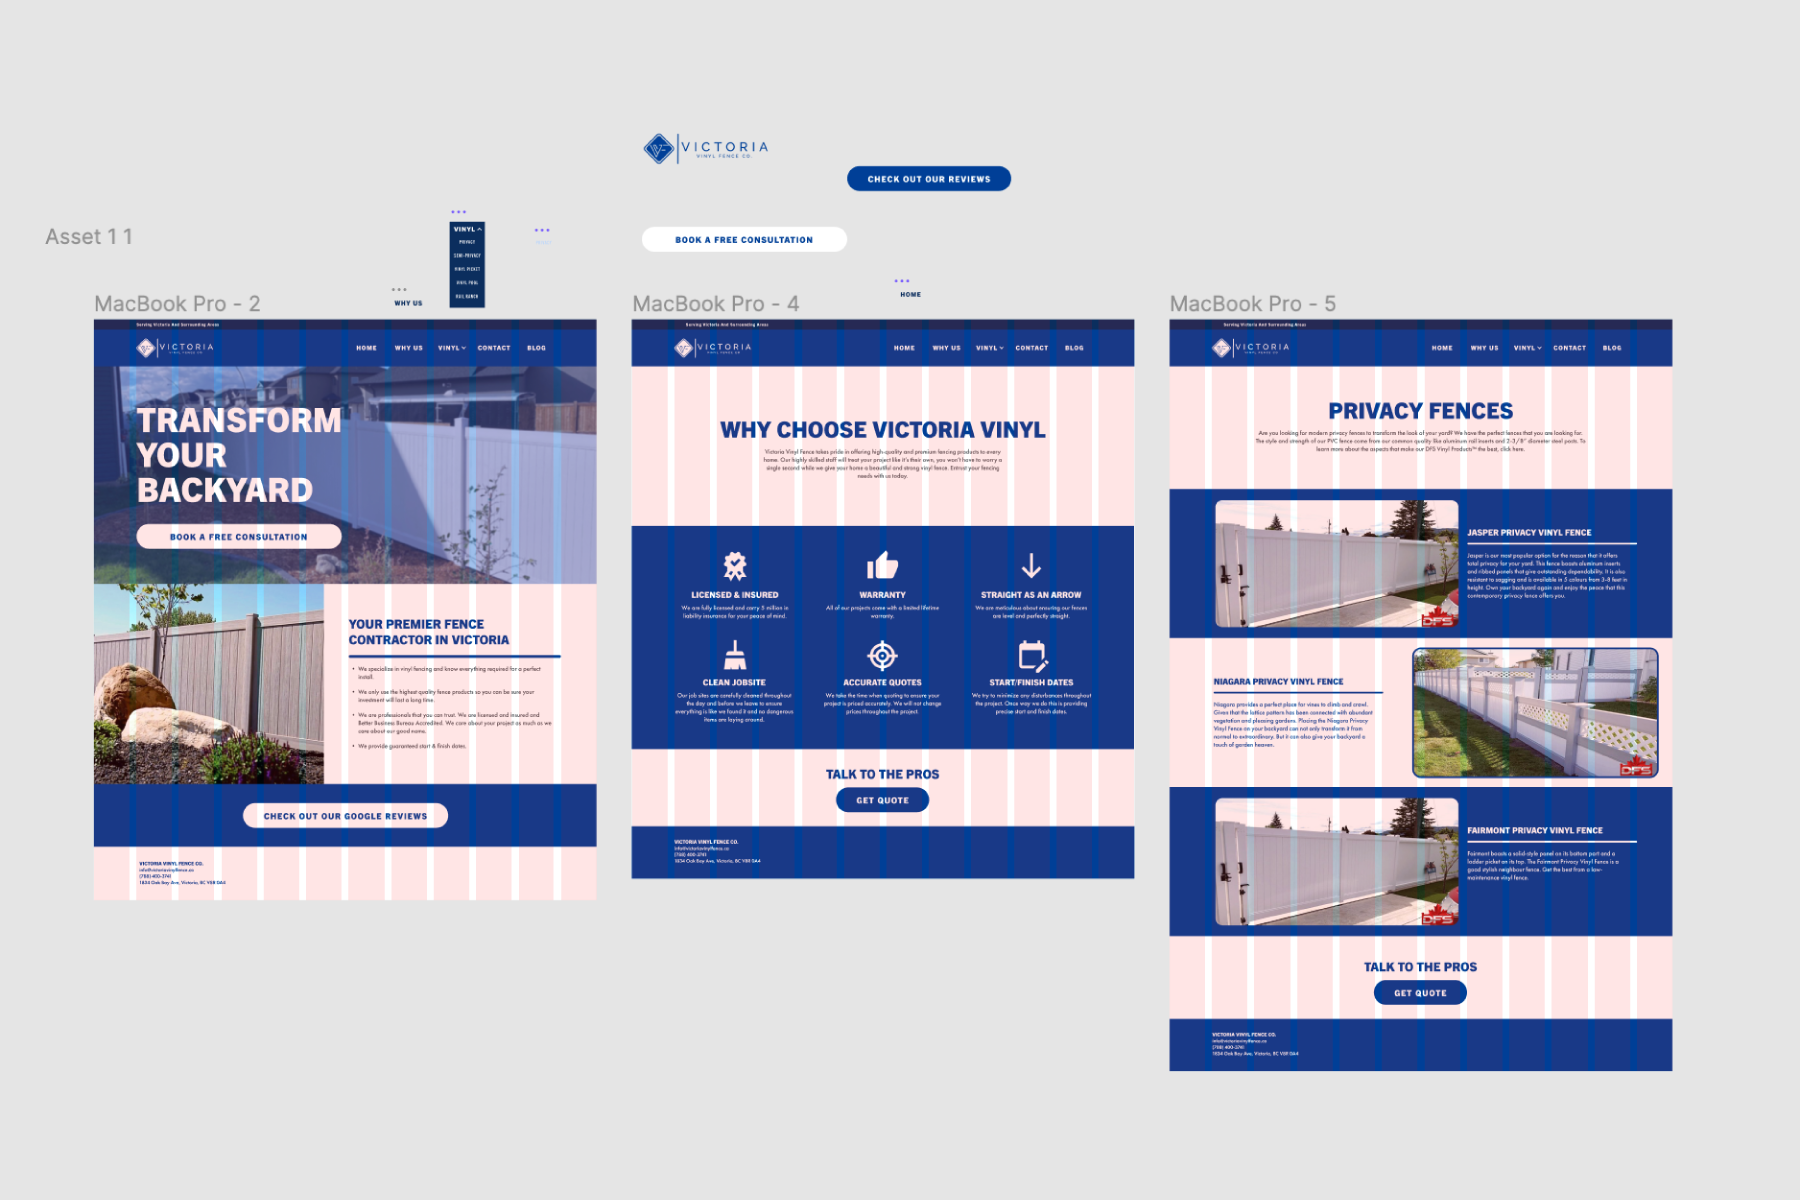 VICTORIA
VINYL FENCE CO.
CHECK OUT OUR REVIEWS
Asset 1 1
VINYL
PRIVACY
SEMI-PRIVACY
VINYL PICKET
VINYL POOL
RAIL RANCH
BOOK A FREE CONSULTATION
WHY US
HOME
MacBook Pro - 2
Serving Victoria And Surrounding Areas
VICTORIA
VINYL FENCE CO
HOME
WHY US
VINYL
CONTACT
BLOG
TRANSFORM
YOUR
BACKYARD
BOOK A FREE CONSULTATION
YOUR PREMIER FENCE
CONTRACTOR IN VICTORIA
• We specialize in vinyl fencing and know everything required for a perfect
install.
• We only use the highest quality fence products so you can be sure your
investment will last a long time.
• We are professionals that you can trust. We are licensed and insured and
Better Business Bureau Accredited. We care about your project as much as we
care about our good name.
• We provide guaranteed start & finish dates.
CHECK OUT OUR GOOGLE REVIEWS
VICTORIA VINYL FENCE CO.
info@victoriavinylfence.ca
(788) 400-3741
1834 Oak Bay Ave, Victoria, BC V8R 0A4
MacBook Pro - 4
Serving Victoria And Surrounding Areas
VICTORIA
VINYL FENCE CO
HOME
WHY US
VINYL
CONTACT
BLOG
WHY CHOOSE VICTORIA VINYL
Victoria Vinyl Fence takes pride in offering high-quality and premium fencing products to every
home. Our highly skilled staff will treat your project like it's their own, you won't have to worry a
single second while we give your home a beautiful and strong vinyl fence. Entrust your fencing
needs with us today.
LICENSED & INSURED
We are fully licensed and carry 5 million in
liability insurance for your peace of mind.
WARRANTY
All of our projects come with a limited lifetime
warranty.
STRAIGHT AS AN ARROW
We are meticulous about ensuring our fences
are level and perfectly straight.
CLEAN JOBSITE
Our job sites are carefully cleaned throughout
the day and before we leave to ensure
everything is like we found it and no dangerous
items are laying around.
ACCURATE QUOTES
We take the time when quoting to ensure your
project is priced accurately. We will not change
prices throughout the project.
START/FINISH DATES
We try to minimize any disturbances throughout
the project. Once way we do this is providing
precise start and finish dates.
TALK TO THE PROS
GET QUOTE
VICTORIA VINYL FENCE CO.
info@victoriavinylfence.ca
(788) 400-3741
1834 Oak Bay Ave, Victoria, BC V8R 0A4
MacBook Pro - 5
Serving Victoria And Surrounding Areas
VICTORIA
VINYL FENCE CO
HOME
WHY US
VINYL
CONTACT
BLOG
PRIVACY FENCES
Are you looking for modern privacy fences to transform the look of your yard? We have the perfect fences that you are looking for.
The style and strength of our PVC fence come from our common quality like aluminum rail inserts and 2-3/8" diameter steel posts. To
learn more about the aspects that make our DFS Vinyl Products™ the best, click here.
DFS
JASPER PRIVACY VINYL FENCE
Jasper is our most popular option for the reason that it offers
total privacy for your yard. This fence boasts aluminum inserts
and ribbed panels that give outstanding dependability. It is also
resistant to sagging and is available in 5 colours from 3-8 feet in
height. Own your backyard again and enjoy the peace that this
contemporary privacy fence offers you.
NIAGARA PRIVACY VINYL FENCE
Niagara provides a perfect place for vines to climb and crawl.
Given that the lattice pattern has been connected with abundant
vegetation and pleasing gardens. Placing the Niagara Privacy
Vinyl Fence on your backyard can not only transform it from
normal to extraordinary. But it can also give your backyard a
touch of garden heaven.
DFS
DFS
FAIRMONT PRIVACY VINYL FENCE
Fairmont boasts a solid-style panel on its bottom part and a
ladder picket on its top. The Fairmont Privacy Vinyl Fence is a
good stylish neighbour fence. Get the best from a low-
maintenance vinyl fence.
TALK TO THE PROS
GET QUOTE
VICTORIA VINYL FENCE CO.
info@victoriavinylfence.ca
(788) 400-3741
1834 Oak Bay Ave, Victoria, BC V8R 0A4